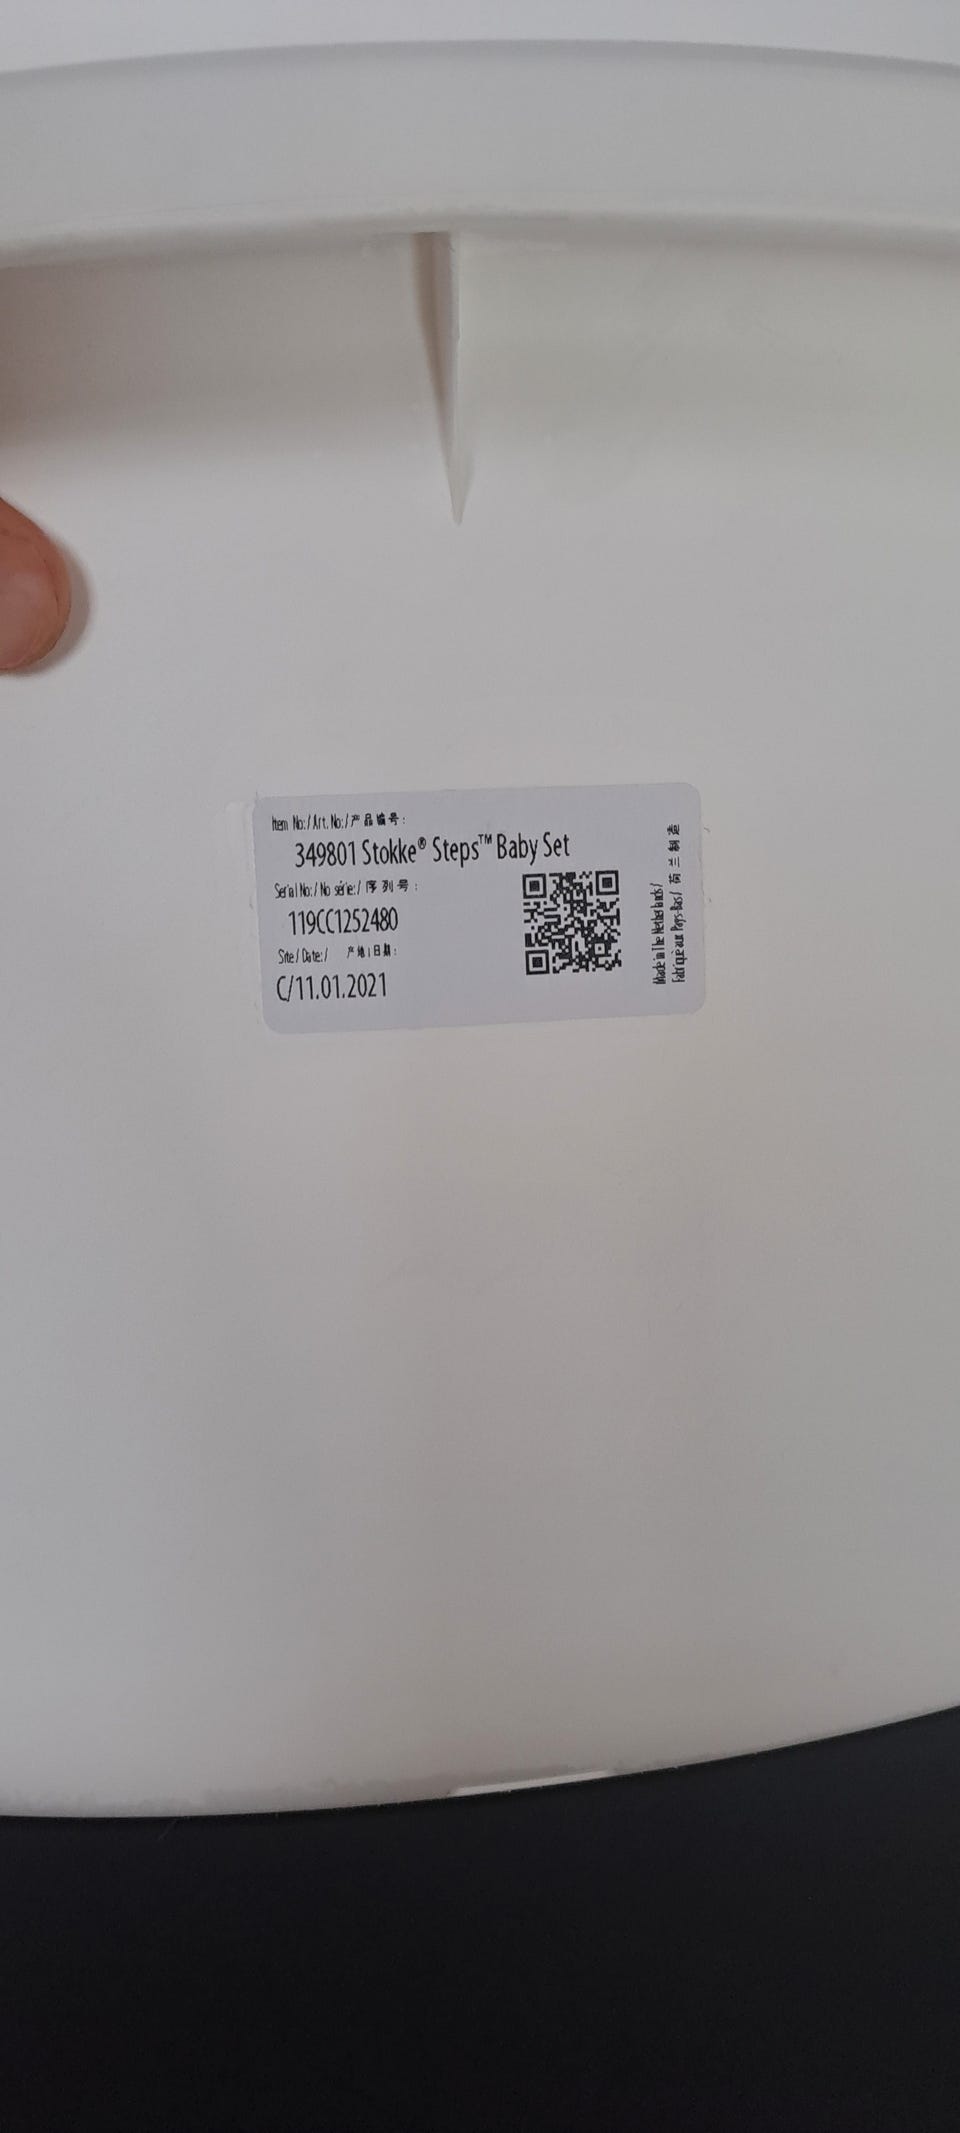 Item No:/Art. No:/产品编号:
349801 Stokke® Steps™ Baby Set
Serial No:/No série:/序列号:
119CC1252480
Site/Date:/ 产地/日期:
C/11.01.2021
Made in The Netherlands/
Fabriqué aux Pays-Bas/ 荷兰制造